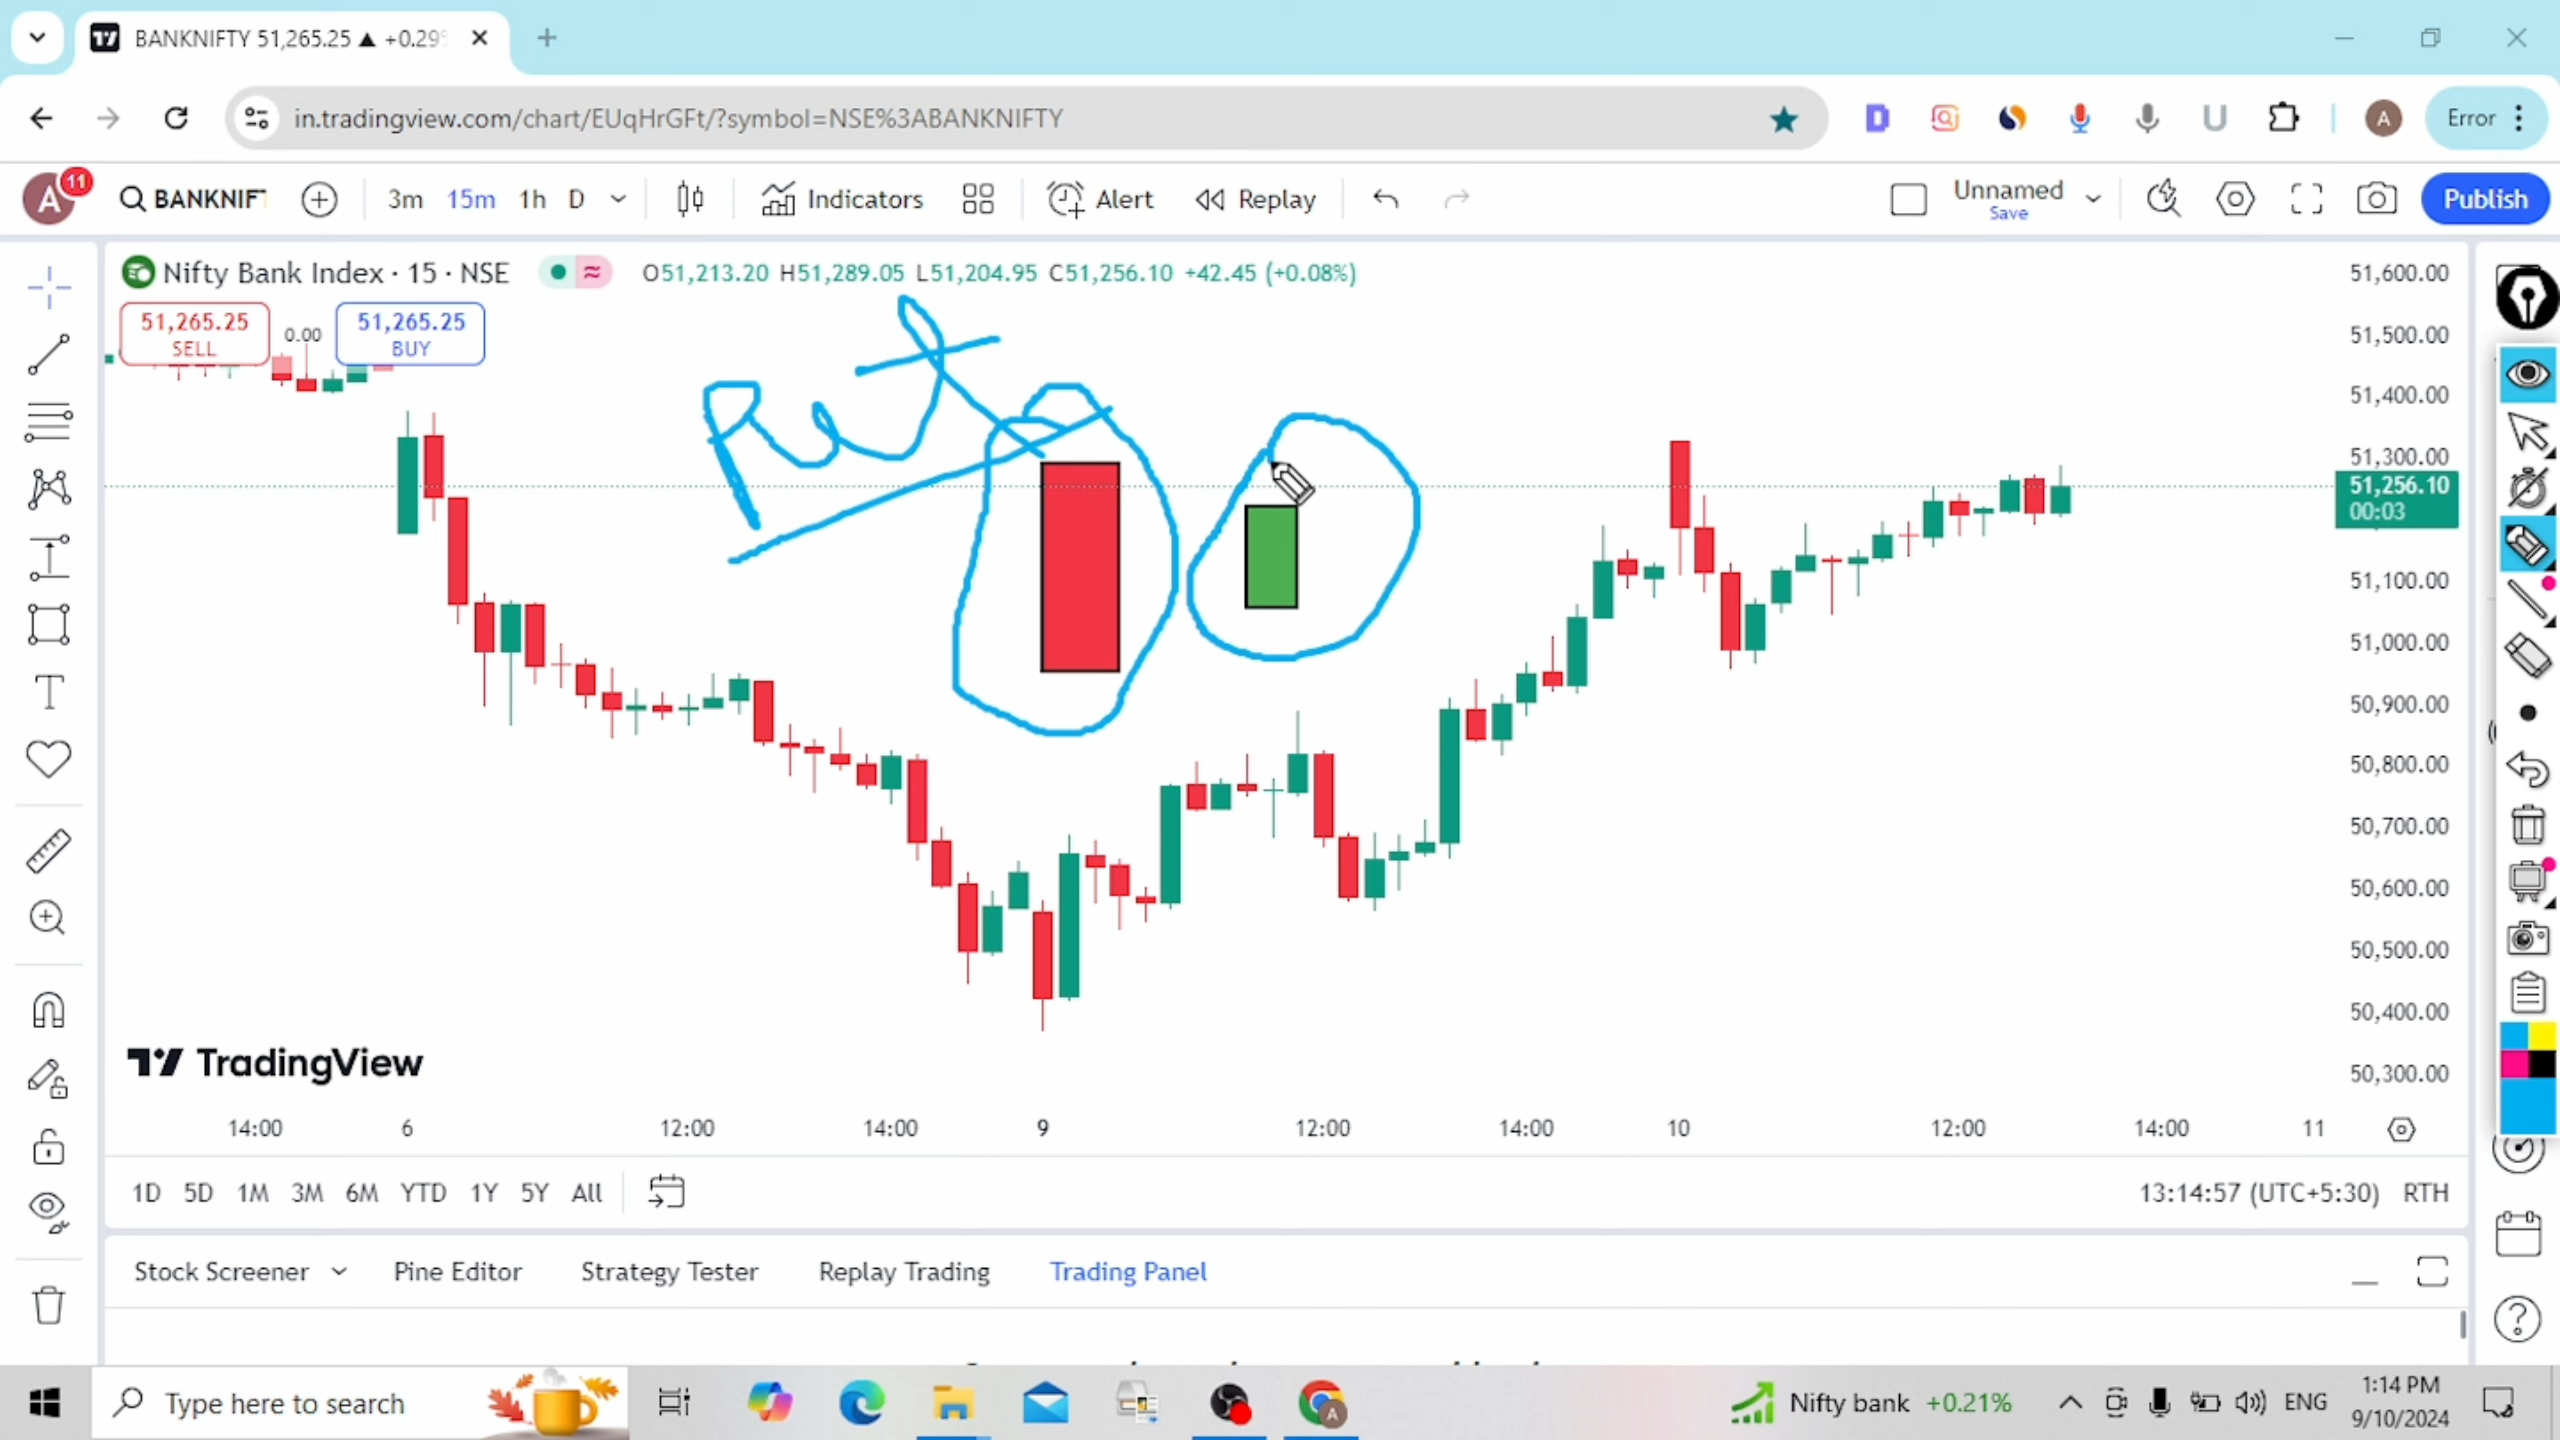 BANKNIFTY 51,265.25 ▲ +0.29%
in.tradingview.com/chart/EUqHrGFt/?symbol=NSE%3ABANKNIFTY
A
Error
A
11
BANKNIFT
3m 15m 1h D
Indicators
Alert
Replay
Unnamed
Save
Publish
Nifty Bank Index · 15 · NSE
O51,213.20 H51,289.05 L51,204.95 C51,256.10 +42.45 (+0.08%)
51,265.25
SELL
0.00
51,265.25
BUY
Put
51,600.00
51,500.00
51,400.00
51,300.00
51,256.10
00:03
51,100.00
51,000.00
50,900.00
50,800.00
50,700.00
50,600.00
50,500.00
50,400.00
50,300.00
TradingView
14:00 6 12:00 14:00 9 12:00 14:00 10 12:00 14:00 11
1D 5D 1M 3M 6M YTD 1Y 5Y All
13:14:57 (UTC+5:30) RTH
Stock Screener Pine Editor Strategy Tester Replay Trading Trading Panel
Type here to search
A
Nifty bank +0.21%
ENG
1:14 PM
9/10/2024